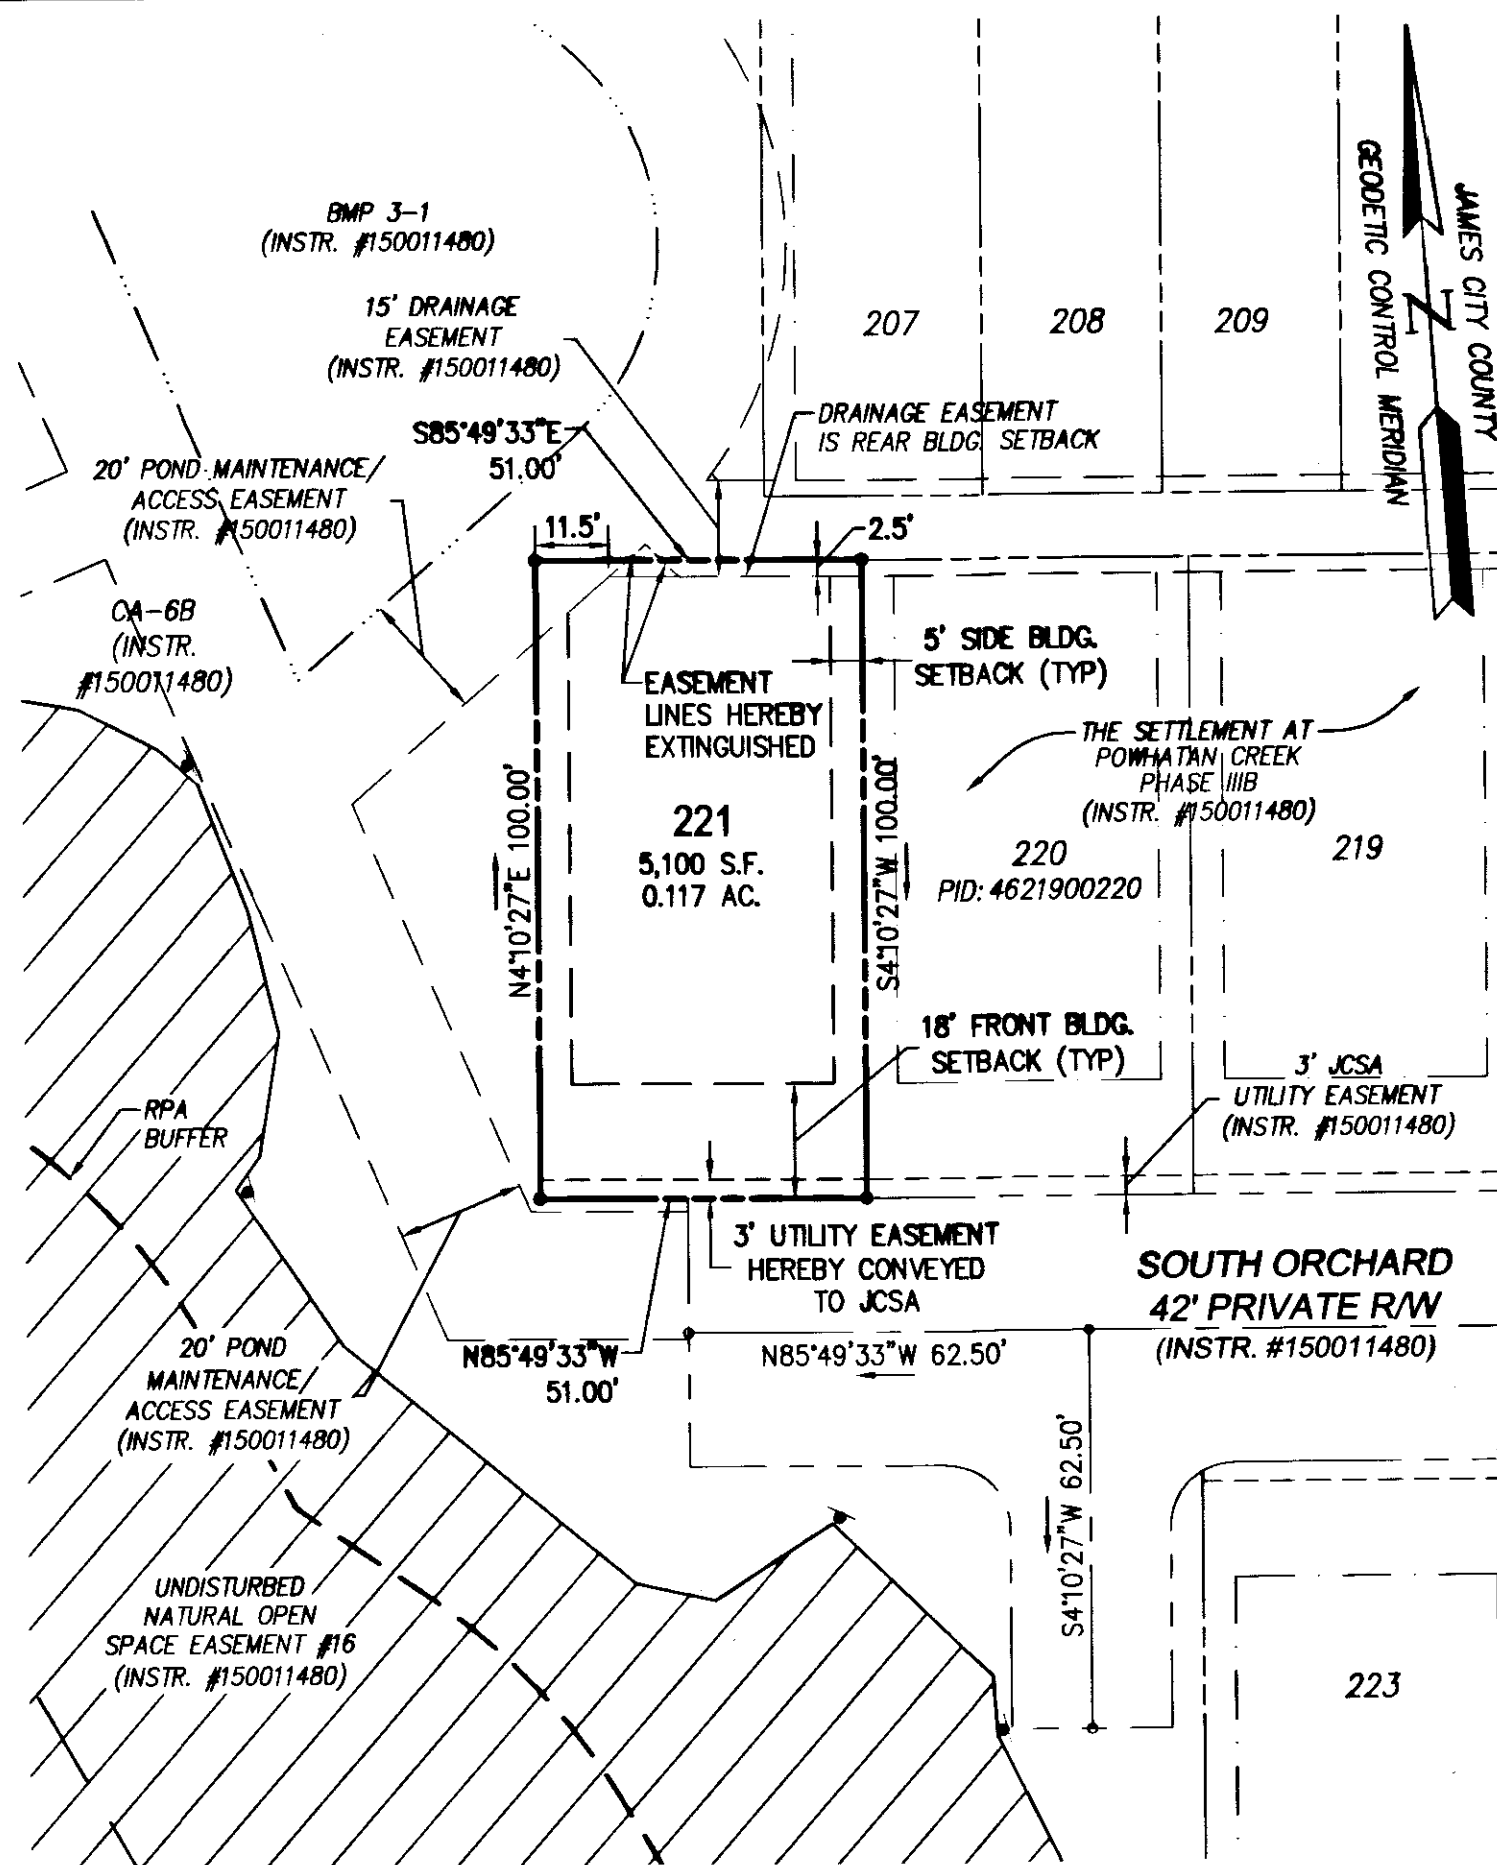 BMP 3-1
(INSTR. #150011480)
15' DRAINAGE
EASEMENT
(INSTR. #150011480)
S85°49'33"E
51.00'
20' POND MAINTENANCE/
ACCESS EASEMENT
(INSTR. #150011480)
207
208
209
JAMES CITY COUNTY
GEODETIC CONTROL MERIDIAN
N
DRAINAGE EASEMENT
IS REAR BLDG. SETBACK
11.5'
2.5'
CA-6B
(INSTR.
#150011480)
5' SIDE BLDG.
SETBACK (TYP)
EASEMENT
LINES HEREBY
EXTINGUISHED
THE SETTLEMENT AT
POWHATAN CREEK
PHASE IIIB
(INSTR. #150011480)
N4°10'27"E 100.00'
221
5,100 S.F.
0.117 AC.
S4°10'27"W 100.00'
220
PID: 4621900220
219
18' FRONT BLDG.
SETBACK (TYP)
3' JCSA
UTILITY EASEMENT
(INSTR. #150011480)
RPA
BUFFER
3' UTILITY EASEMENT
HEREBY CONVEYED
TO JCSA
SOUTH ORCHARD
42' PRIVATE R/W
(INSTR. #150011480)
20' POND
MAINTENANCE/
ACCESS EASEMENT
(INSTR. #150011480)
N85°49'33"W
51.00'
N85°49'33"W 62.50'
S4°10'27"W 62.50'
UNDISTURBED
NATURAL OPEN
SPACE EASEMENT #16
(INSTR. #150011480)
223